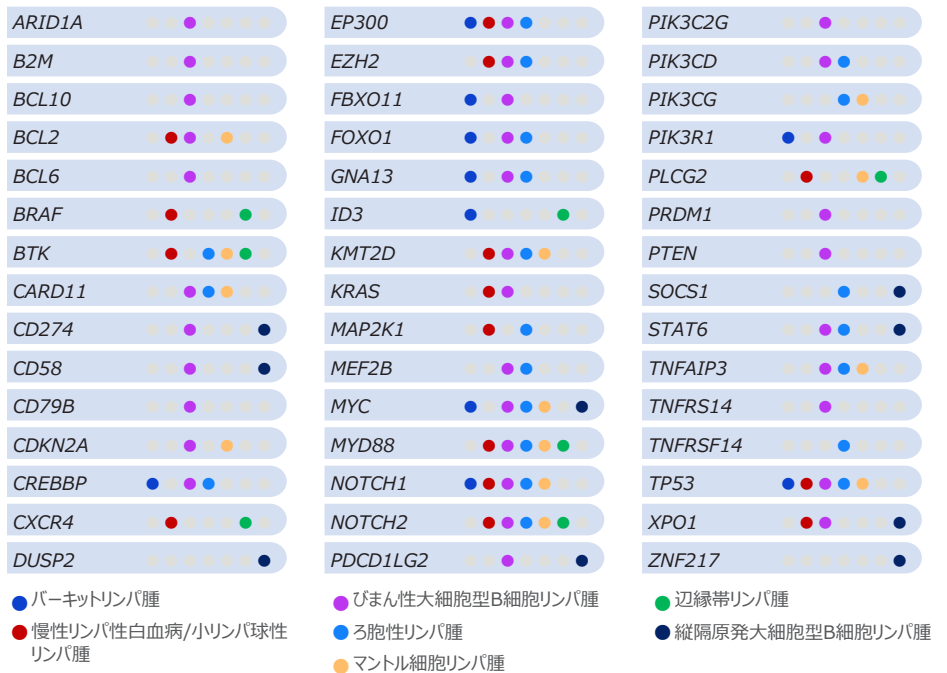 ARID1A
B2M
BCL10
BCL2
BCL6
BRAF
BTK
CARD11
CD274
CD58
CD79B
CDKN2A
CREBBP
CXCR4
DUSP2
EP300
EZH2
FBXO11
FOXO1
GNA13
ID3
KMT2D
KRAS
MAP2K1
MEF2B
MYC
MYD88
NOTCH1
NOTCH2
PDCD1LG2
PIK3C2G
PIK3CD
PIK3CG
PIK3R1
PLCG2
PRDM1
PTEN
SOCS1
STAT6
TNFAIP3
TNFRS14
TNFRSF14
TP53
XPO1
ZNF217
バーキットリンパ腫
慢性リンパ性白血病/小リンパ球性
リンパ腫
びまん性大細胞型B細胞リンパ腫
ろ胞性リンパ腫
マントル細胞リンパ腫
辺縁帯リンパ腫
縦隔原発大細胞型B細胞リンパ腫